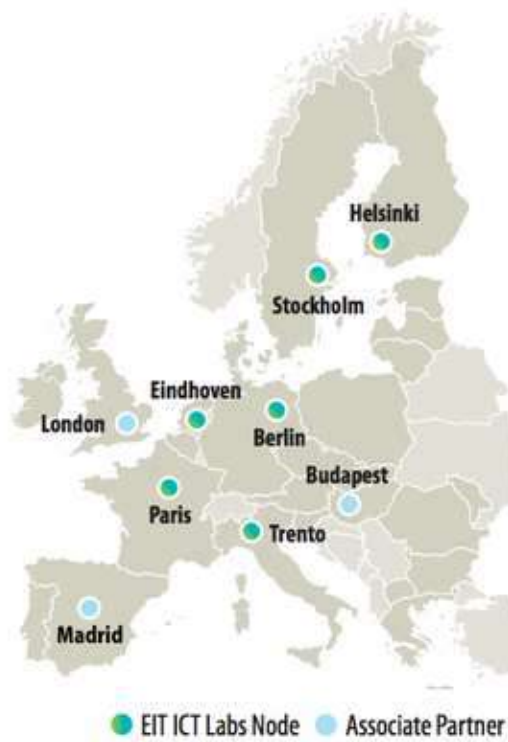 Helsinki
Stockholm
Eindhoven
London
Berlin
Budapest
Paris
Trento
Madrid
EIT ICT Labs Node Associate Partner